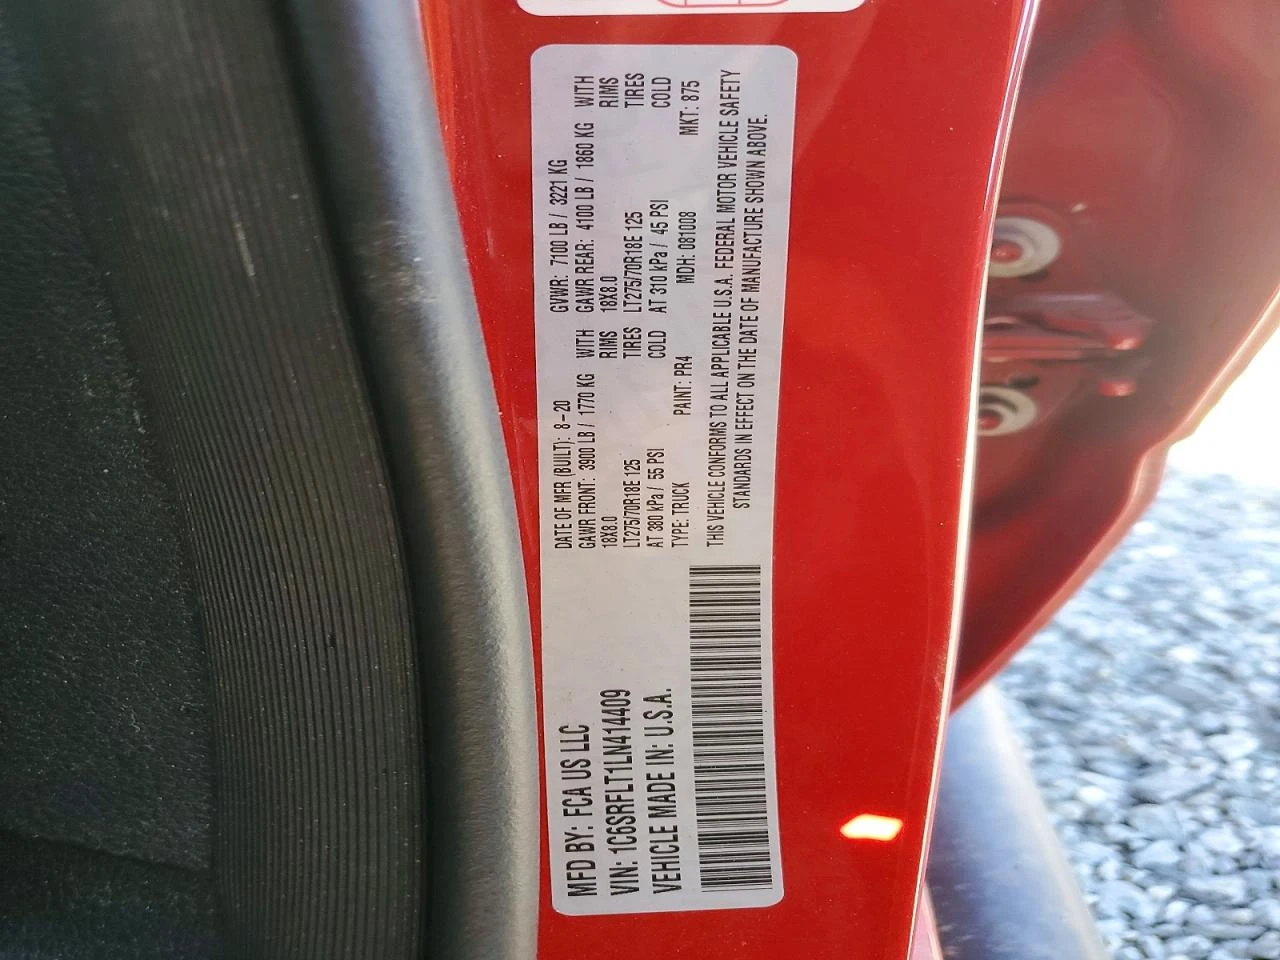 MFD BY: FCA US LLC
VIN: 1C6SRFLT1LN414409
VEHICLE MADE IN: U.S.A.
DATE OF MFR (BUILT): 8-20 GVWR: 7100 LB / 3221 KG
GAWR FRONT: 3900 LB / 1770 KG WITH GAWR REAR: 4100 LB / 1860 KG WITH
18X8.0 RIMS 18X8.0 RIMS
LT275/70R18E 125 TIRES LT275/70R18E 125 TIRES
AT 380 kPa / 55 PSI COLD AT 310 kPa / 45 PSI COLD
TYPE: TRUCK PAINT: PR4 MDH: 081008 MKT: 875
THIS VEHICLE CONFORMS TO ALL APPLICABLE U.S.A. FEDERAL MOTOR VEHICLE SAFETY
STANDARDS IN EFFECT ON THE DATE OF MANUFACTURE SHOWN ABOVE.